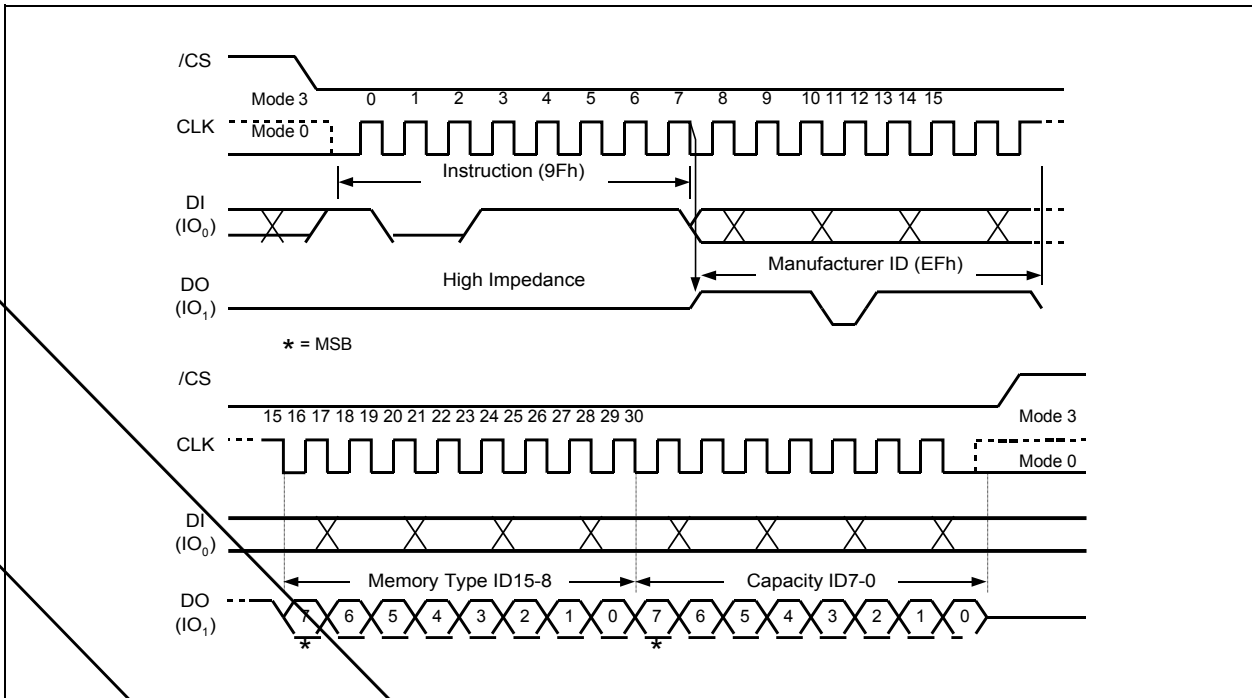 /CS
Mode 3 0 1 2 3 4 5 6 7 8 9 10 11 12 13 14 15
CLK Mode 0
Instruction (9Fh)
DI
(IO0)
Manufacturer ID (EFh)
High Impedance
DO
(IO1)
* = MSB
/CS
15 16 17 18 19 20 21 22 23 24 25 26 27 28 29 30 Mode 3
CLK
Mode 0
DI
(IO0)
Memory Type ID15-8 Capacity ID7-0
DO
(IO1)
7 6 5 4 3 2 1 0 7 6 5 4 3 2 1 0
* *